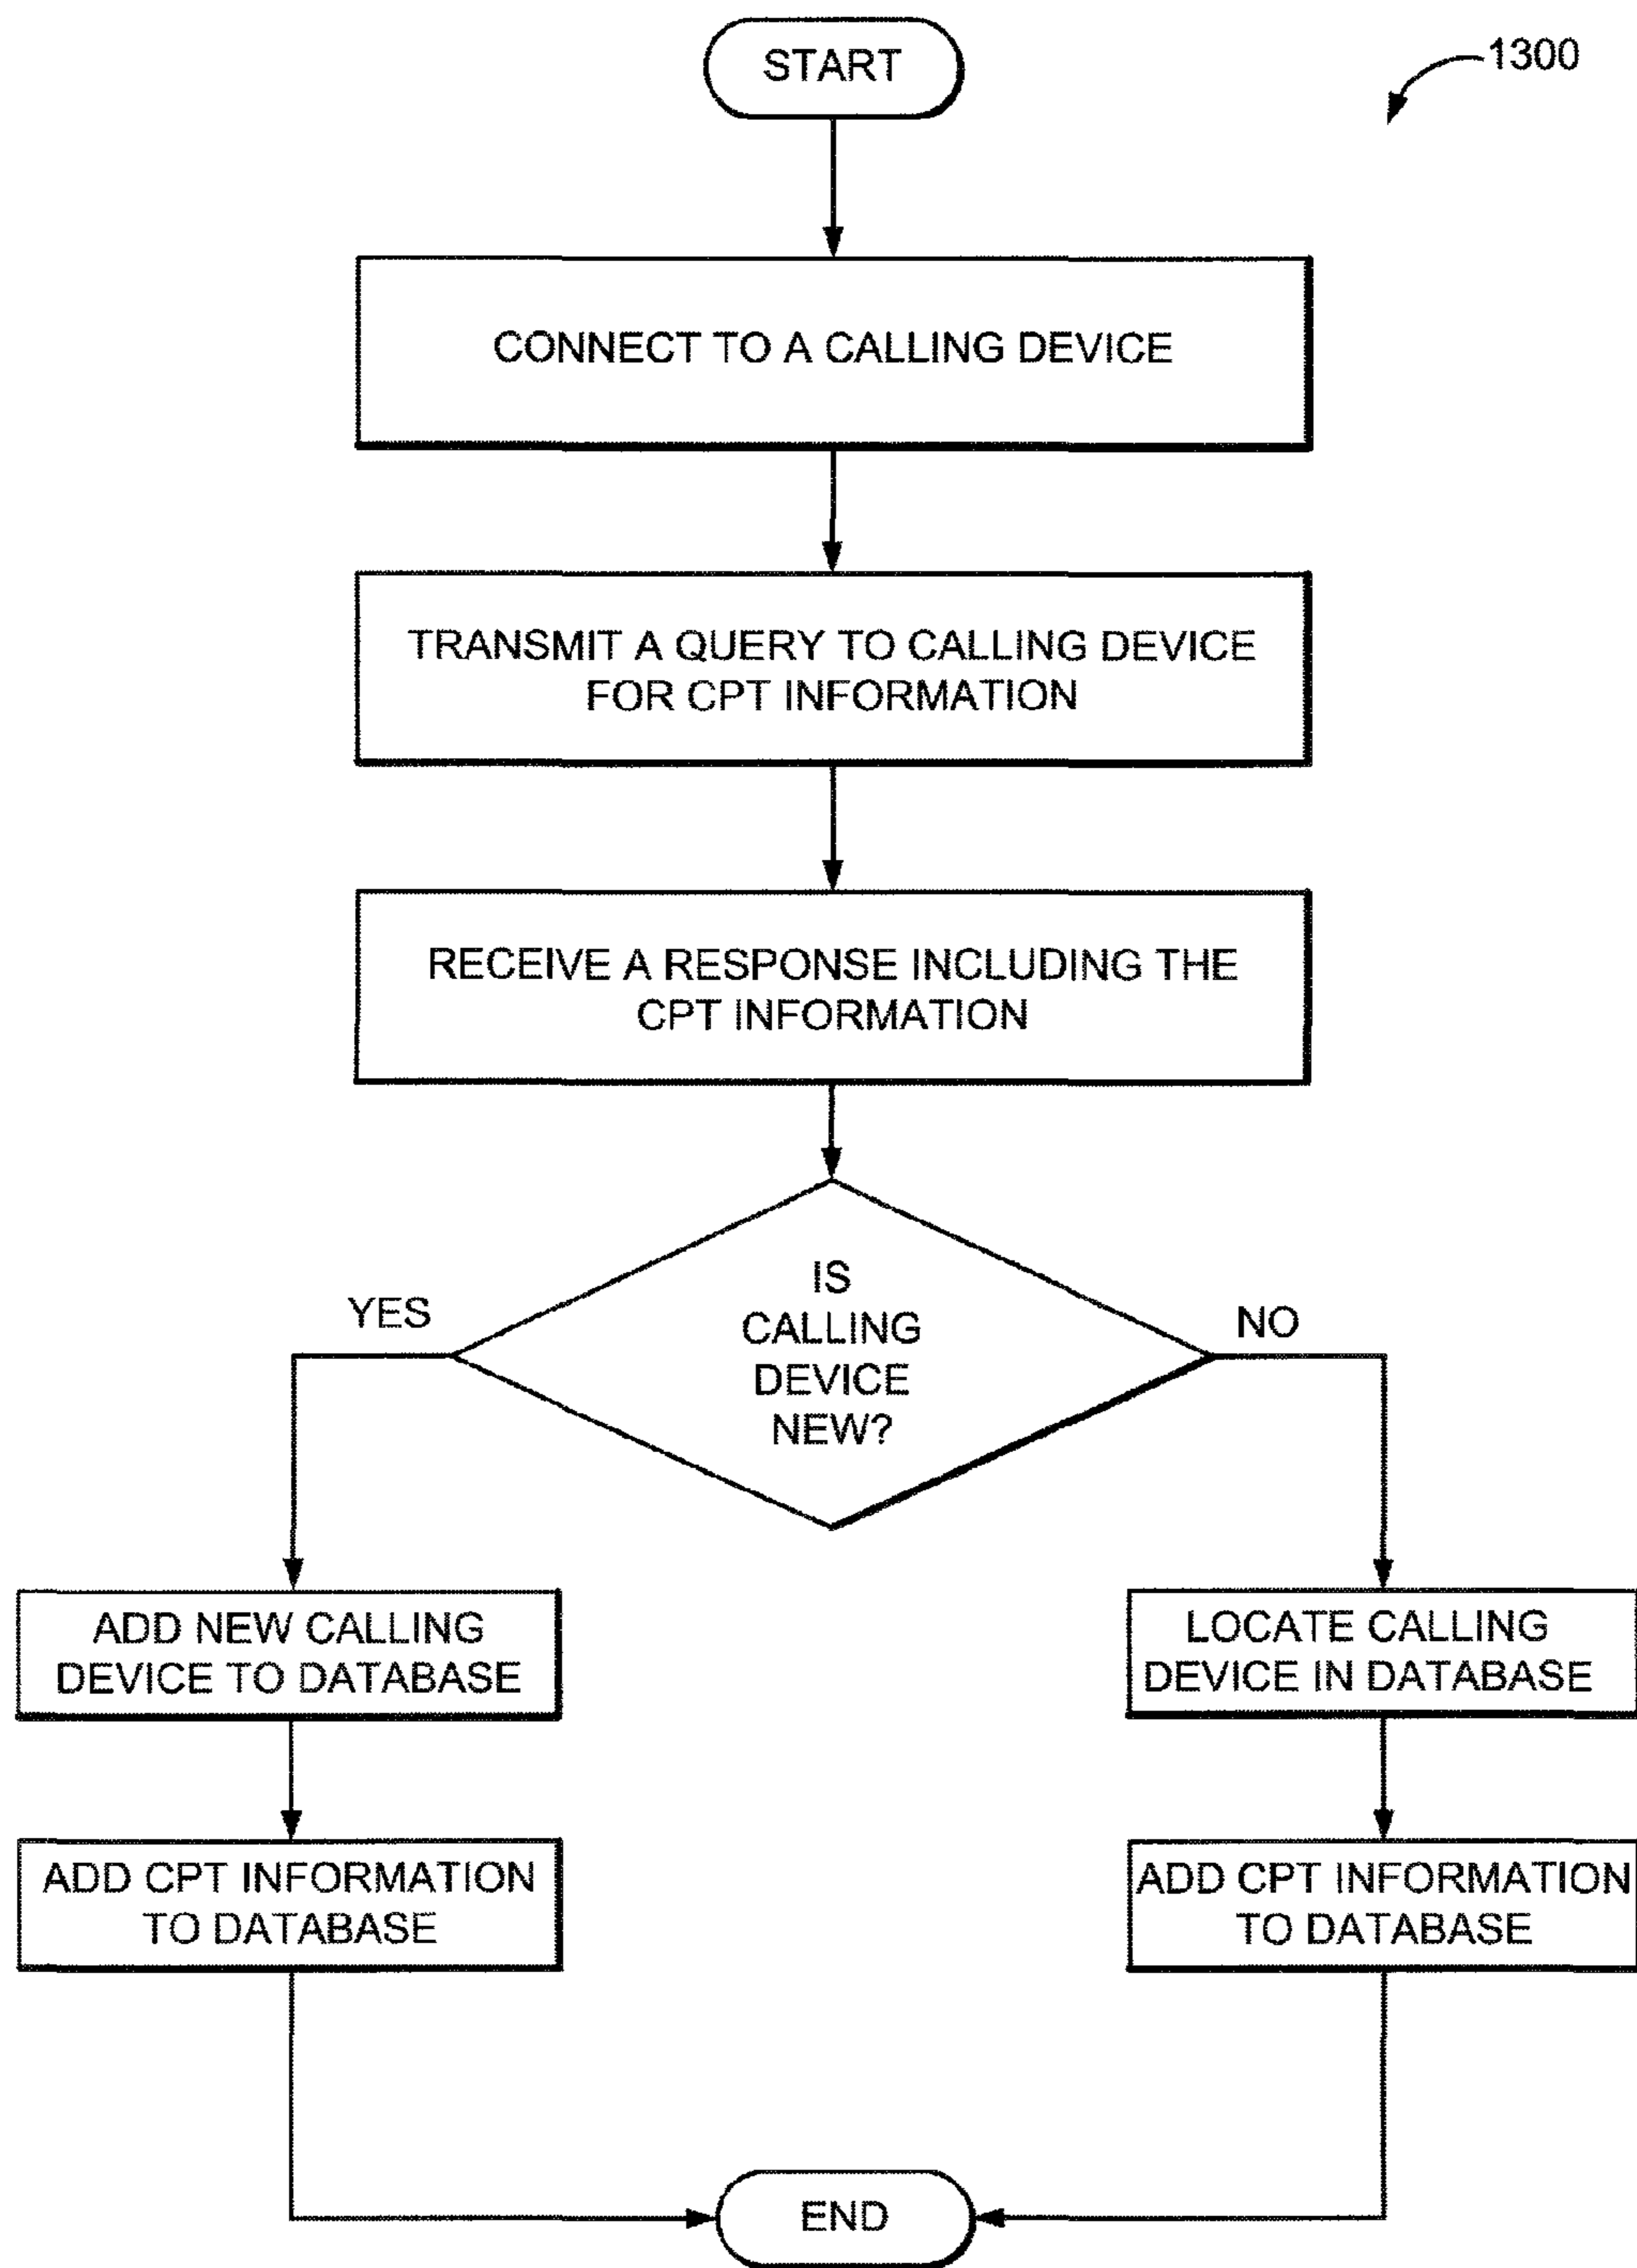 START
1300
CONNECT TO A CALLING DEVICE
TRANSMIT A QUERY TO CALLING DEVICE
FOR CPT INFORMATION
RECEIVE A RESPONSE INCLUDING THE
CPT INFORMATION
IS
CALLING
DEVICE
NEW?
YES
NO
ADD NEW CALLING
DEVICE TO DATABASE
LOCATE CALLING
DEVICE IN DATABASE
ADD CPT INFORMATION
TO DATABASE
ADD CPT INFORMATION
TO DATABASE
END